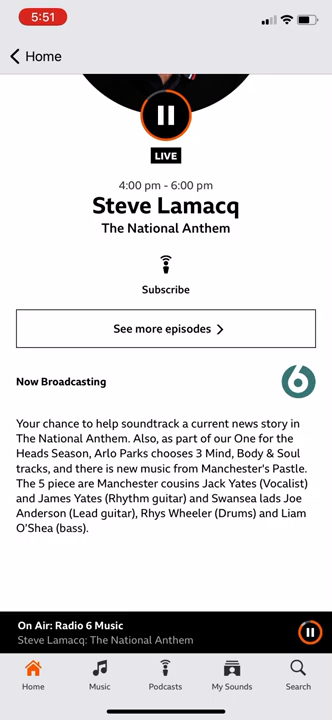 5:51
Home
LIVE
4:00 pm - 6:00 pm
Steve Lamacq
The National Anthem
Subscribe
See more episodes
Now Broadcasting
6
Your chance to help soundtrack a current news story in
The National Anthem. Also, as part of our One for the
Heads Season, Arlo Parks chooses 3 Mind, Body & Soul
tracks, and there is new music from Manchester's Pastle.
The 5 piece are Manchester cousins Jack Yates (Vocalist)
and James Yates (Rhythm guitar) and Swansea lads Joe
Anderson (Lead guitar), Rhys Wheeler (Drums) and Liam
O'Shea (bass).
On Air: Radio 6 Music
Steve Lamacq: The National Anthem
Home Music Podcasts My Sounds Search